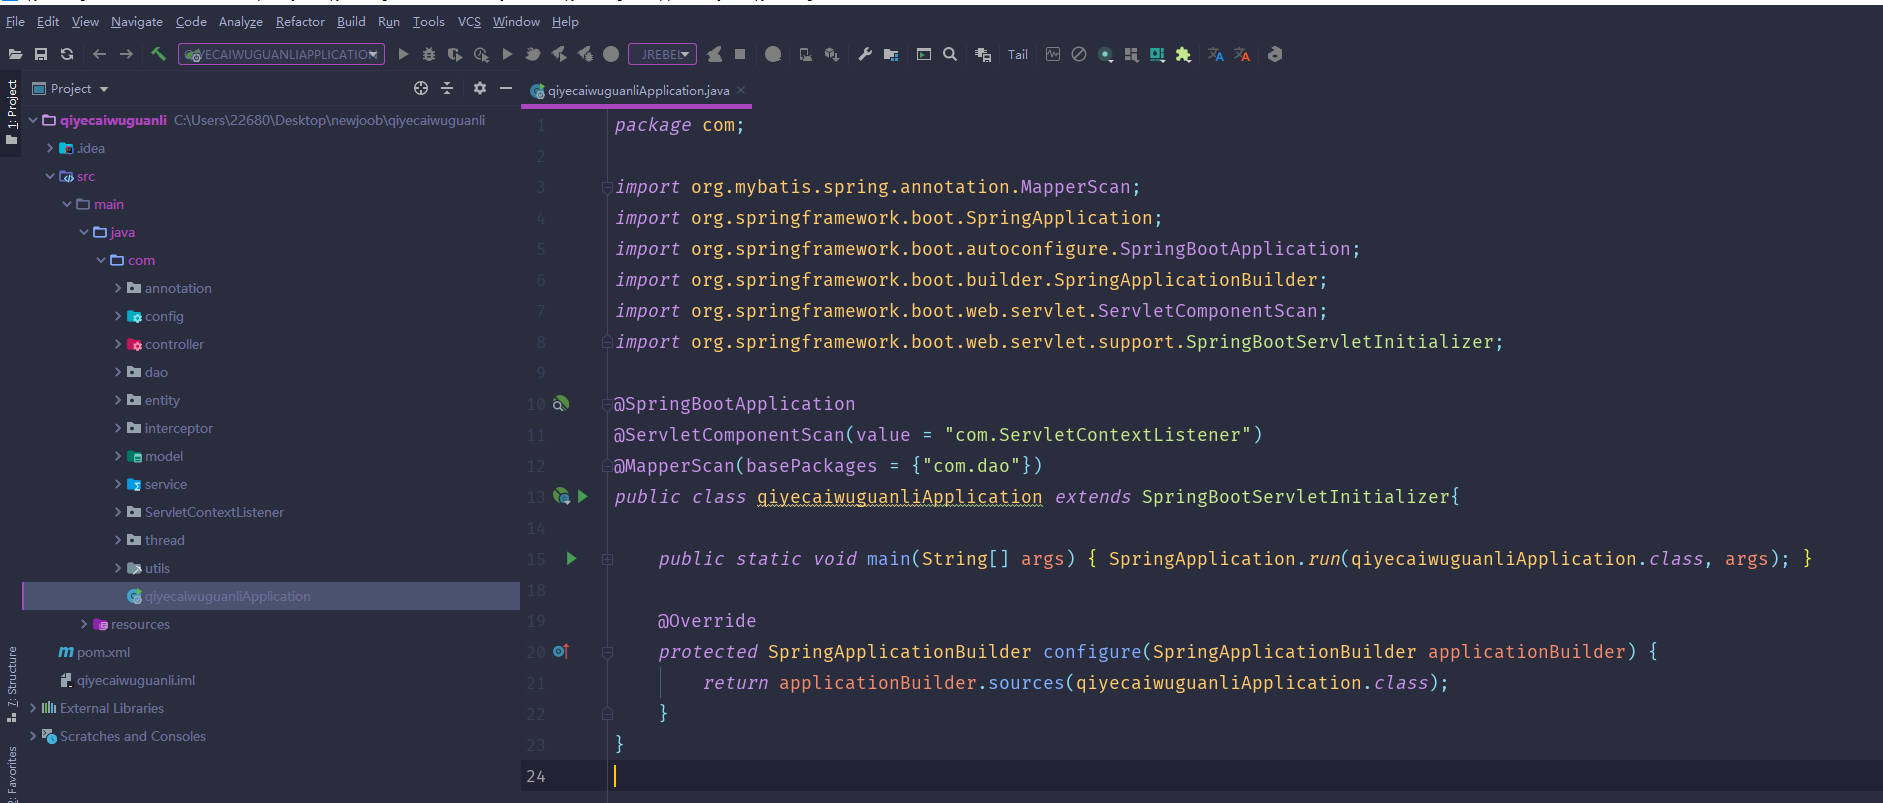 File Edit View Navigate Code Analyze Refactor Build Run Tools VCS Window Help
QIYECAIWUGUANLIAPPLICATION JREBEL Tail
1: Project
Project
qiyecaiwuguanliApplication.java
qiyecaiwuguanli C:\Users\22680\Desktop\newjoob\qiyecaiwuguanli
.idea
src
main
java
com
annotation
config
controller
dao
entity
interceptor
model
service
ServletContextListener
thread
utils
qiyecaiwuguanliApplication
resources
pom.xml
qiyecaiwuguanli.iml
External Libraries
Scratches and Consoles
7: Structure
2: Favorites
1 package com;
2
3 import org.mybatis.spring.annotation.MapperScan;
4 import org.springframework.boot.SpringApplication;
5 import org.springframework.boot.autoconfigure.SpringBootApplication;
6 import org.springframework.boot.builder.SpringApplicationBuilder;
7 import org.springframework.boot.web.servlet.ServletComponentScan;
8 import org.springframework.boot.web.servlet.support.SpringBootServletInitializer;
9
10 @SpringBootApplication
11 @ServletComponentScan(value = "com.ServletContextListener")
12 @MapperScan(basePackages = {"com.dao"})
13 public class qiyecaiwuguanliApplication extends SpringBootServletInitializer{
14
15 public static void main(String[] args) { SpringApplication.run(qiyecaiwuguanliApplication.class, args); }
18
19 @Override
20 protected SpringApplicationBuilder configure(SpringApplicationBuilder applicationBuilder) {
21 return applicationBuilder.sources(qiyecaiwuguanliApplication.class);
22 }
23 }
24